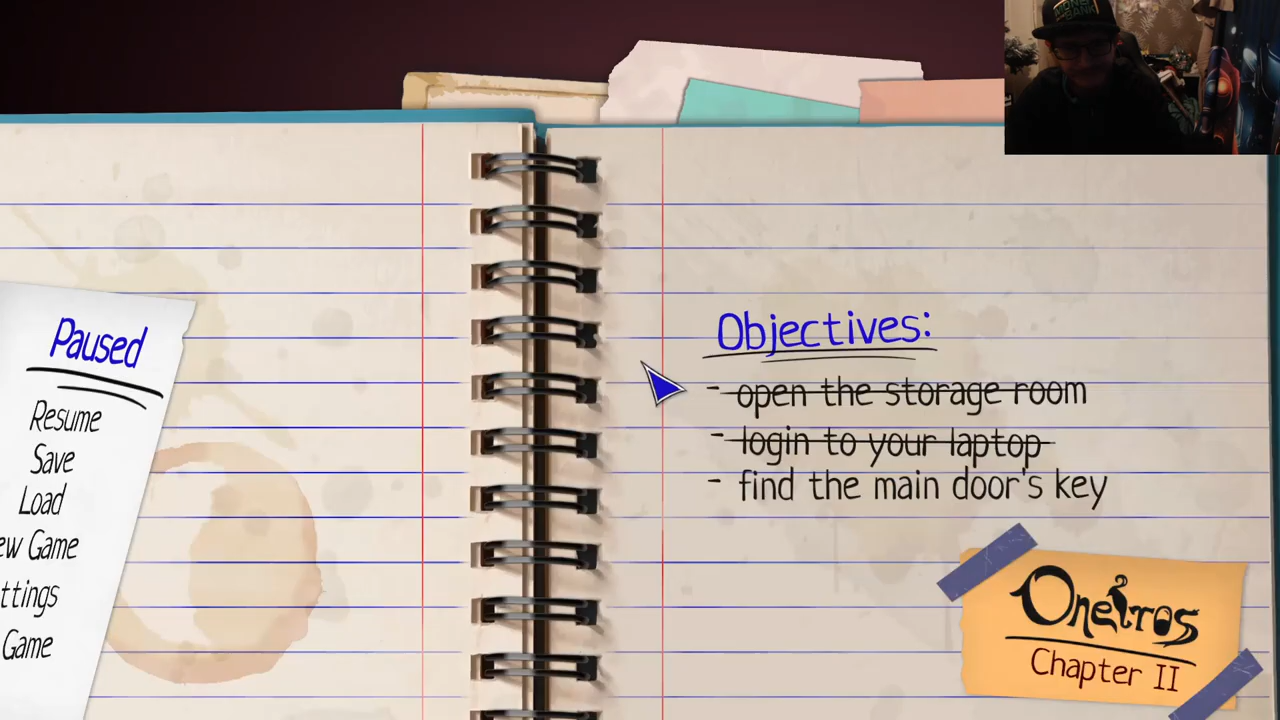 Paused
Resume
Save
Load
ew Game
ttings
Game
Objectives:
- open the storage room
- login to your laptop
- find the main door's key
Oneiros
Chapter II